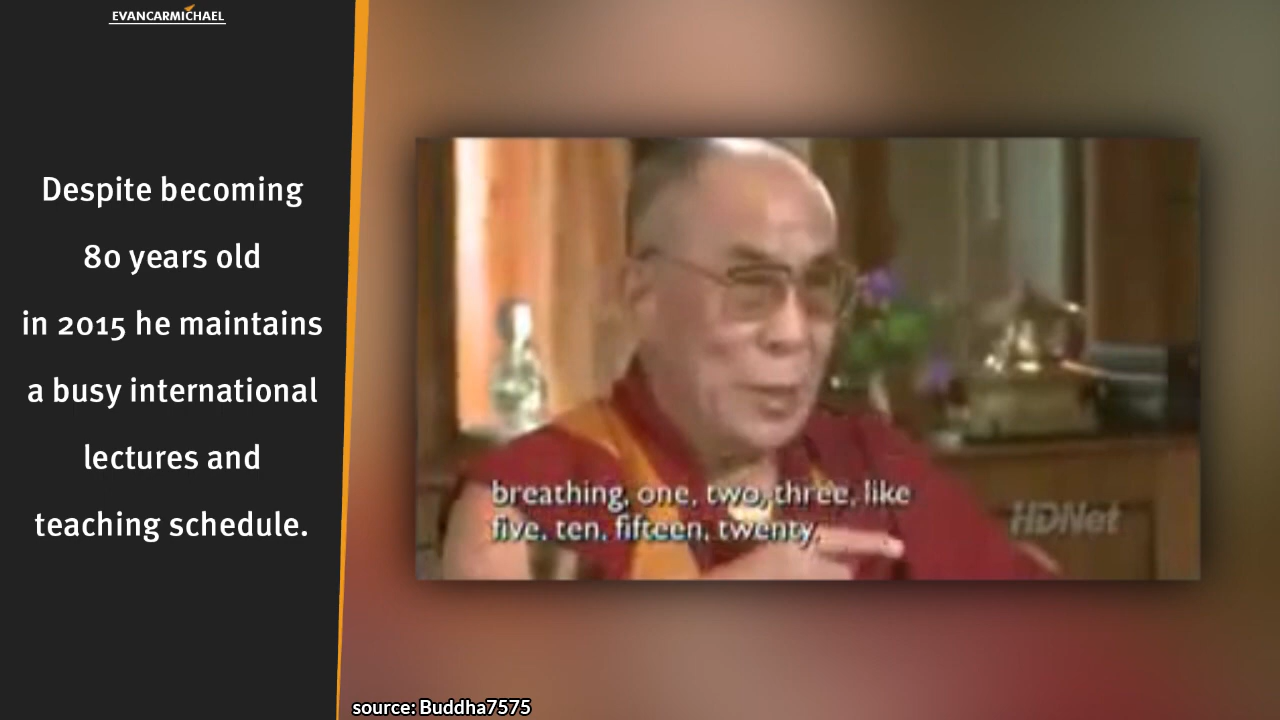 EVANCARMICHAEL
Despite becoming
80 years old
in 2015 he maintains
a busy international
lectures and
teaching schedule.
breathing, one, two, three, like
five, ten, fifteen, twenty,
HDNet
source: Buddha7575